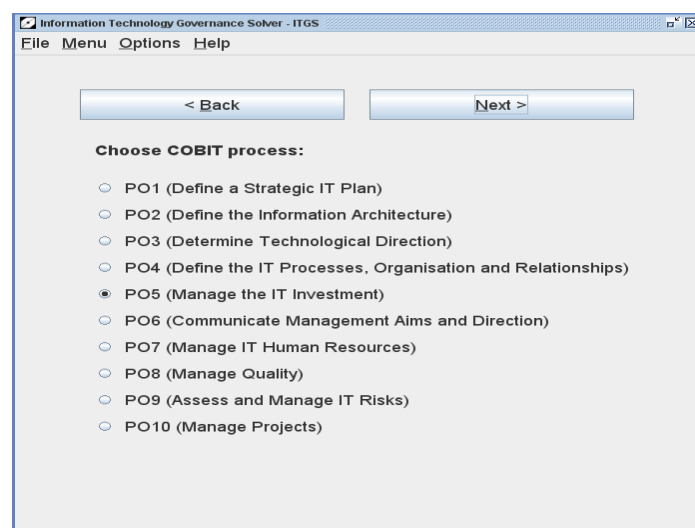 Information Technology Governance Solver - ITGS
File Menu Options Help
< Back Next >
Choose COBIT process:
PO1 (Define a Strategic IT Plan)
PO2 (Define the Information Architecture)
PO3 (Determine Technological Direction)
PO4 (Define the IT Processes, Organisation and Relationships)
PO5 (Manage the IT Investment)
PO6 (Communicate Management Aims and Direction)
PO7 (Manage IT Human Resources)
PO8 (Manage Quality)
PO9 (Assess and Manage IT Risks)
PO10 (Manage Projects)